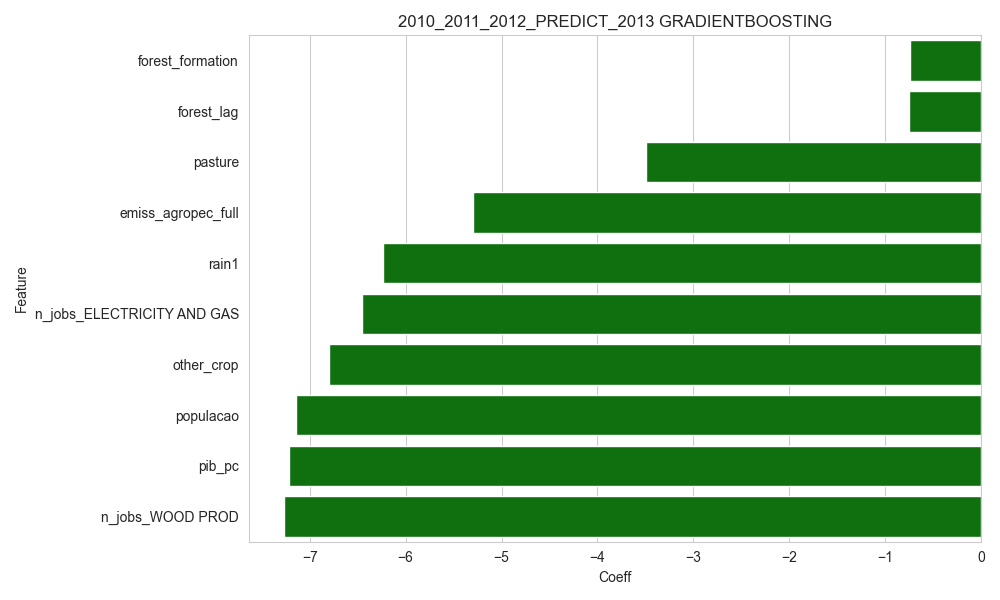 2010_2011_2012_PREDICT_2013 GRADIENTBOOSTING
forest_formation
forest_lag
pasture
emiss_agropec_full
rain1
n_jobs_ELECTRICITY AND GAS
other_crop
populacao
pib_pc
n_jobs_WOOD PROD
Feature
−7 −6 −5 −4 −3 −2 −1 0
Coeff